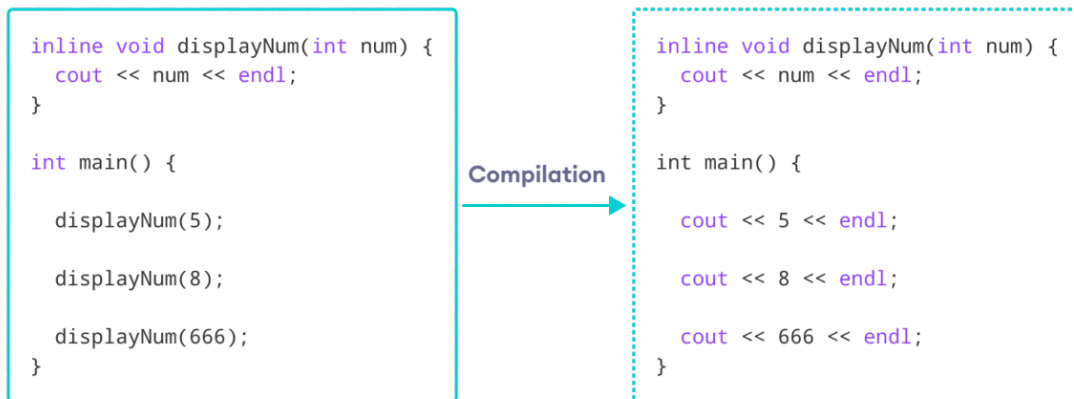 inline void displayNum(int num) {
  cout << num << endl;
}
int main() {
  displayNum(5);
  displayNum(8);
  displayNum(666);
}
Compilation
inline void displayNum(int num) {
  cout << num << endl;
}
int main() {
  cout << 5 << endl;
  cout << 8 << endl;
  cout << 666 << endl;
}